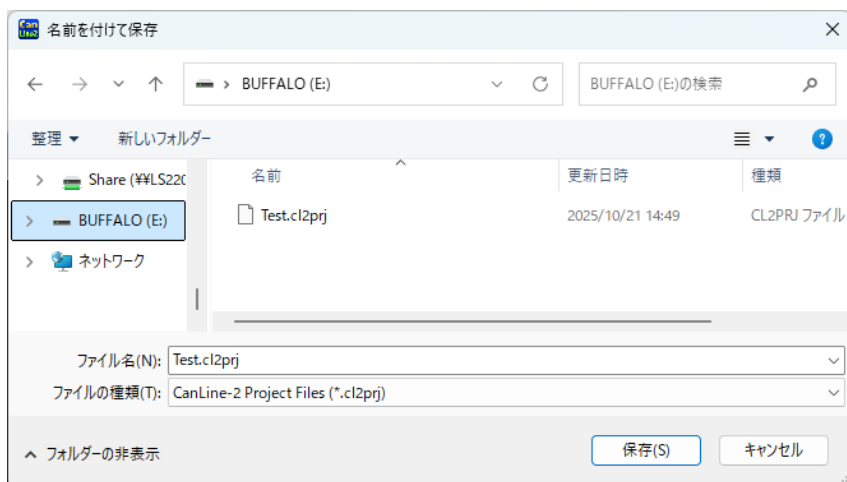 Can Line2 名前を付けて保存
BUFFALO (E:)
BUFFALO (E:)の検索
整理
新しいフォルダー
名前 更新日時 種類
Share (¥¥LS220
BUFFALO (E:)
ネットワーク
Test.cl2prj 2025/10/21 14:49 CL2PRJ ファイル
ファイル名(N): Test.cl2prj
ファイルの種類(T): CanLine-2 Project Files (*.cl2prj)
フォルダーの非表示
保存(S)
キャンセル